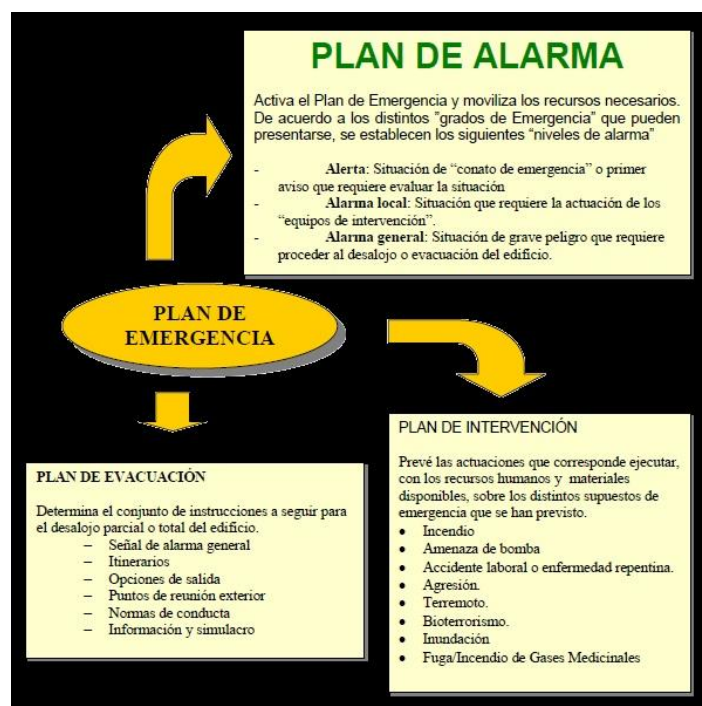 PLAN DE ALARMA
Activa el Plan de Emergencia y moviliza los recursos necesarios.
De acuerdo a los distintos "grados de Emergencia" que pueden
presentarse, se establecen los siguientes "niveles de alarma"
- Alerta: Situación de "conato de emergencia" o primer
aviso que requiere evaluar la situación
- Alarma local: Situación que requiere la actuación de los
"equipos de intervención".
- Alarma general: Situación de grave peligro que requiere
proceder al desalojo o evacuación del edificio.
PLAN DE
EMERGENCIA
PLAN DE EVACUACIÓN
Determina el conjunto de instrucciones a seguir para
el desalojo parcial o total del edificio.
– Señal de alarma general
– Itinerarios
– Opciones de salida
– Puntos de reunión exterior
– Normas de conducta
– Información y simulacro
PLAN DE INTERVENCIÓN
Prevé las actuaciones que corresponde ejecutar,
con los recursos humanos y materiales
disponibles, sobre los distintos supuestos de
emergencia que se han previsto.
• Incendio
• Amenaza de bomba
• Accidente laboral o enfermedad repentina.
• Agresión.
• Terremoto.
• Bioterrorismo.
• Inundación
• Fuga/Incendio de Gases Medicinales